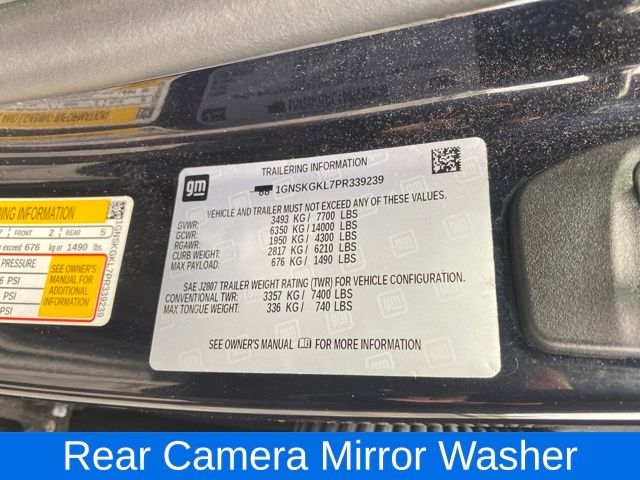 gm
TRAILERING INFORMATION
1GNSKGKL7PR339239
VEHICLE AND TRAILER MUST NOT EXCEED ANY OF THESE VALUES.
GVWR: 3493 KG/ 7700 LBS
GCWR: 6350 KG/14000 LBS
RGAWR: 1950 KG/ 4300 LBS
CURB WEIGHT: 2817 KG/ 6210 LBS
MAX PAYLOAD: 676 KG/ 1490 LBS
SAE J2807 TRAILER WEIGHT RATING (TWR) FOR VEHICLE CONFIGURATION.
CONVENTIONAL TWR: 3357 KG/ 7400 LBS
MAX TONGUE WEIGHT: 336 KG/ 740 LBS
SEE OWNER'S MANUAL FOR MORE INFORMATION
INFORMATION
7 FRONT 2 REAR 5
exceed 676 kg or 1490 lbs.
PRESSURE
PSI
PSI
PSI
SEE OWNER'S
MANUAL FOR
ADDITIONAL
INFORMATION
1GNSKGKL7PR339239
Rear Camera Mirror Washer